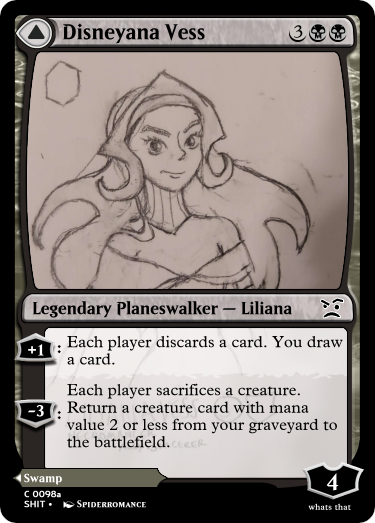 Disneyana Vess 3
Legendary Planeswalker — Liliana
+1 : Each player discards a card. You draw
a card.
Each player sacrifices a creature.
-3 : Return a creature card with mana
value 2 or less from your graveyard to
the battlefield.
Swamp
4
C 0098a
SHIT • Spiderromance
whats that